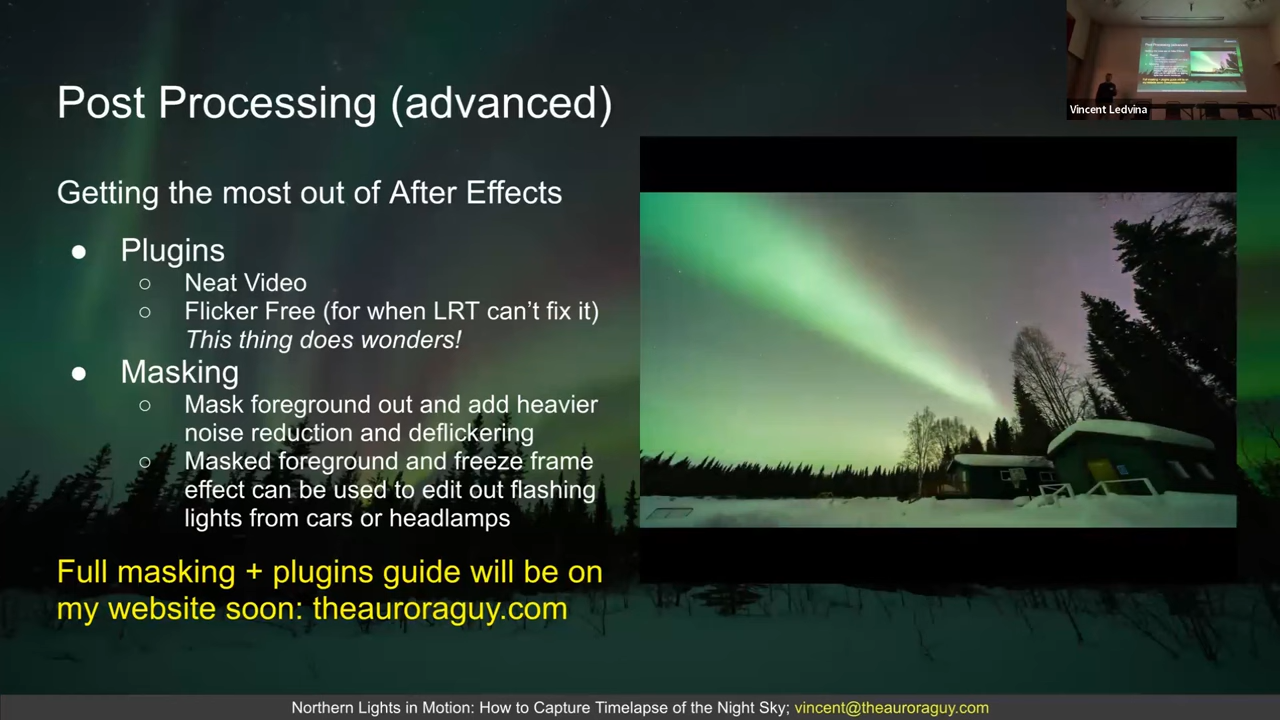 Post Processing (advanced)
Getting the most out of After Effects
● Plugins
○ Neat Video
○ Flicker Free (for when LRT can’t fix it)
This thing does wonders!
● Masking
○ Mask foreground out and add heavier
noise reduction and deflickering
○ Masked foreground and freeze frame
effect can be used to edit out flashing
lights from cars or headlamps
Full masking + plugins guide will be on
my website soon: theauroraguy.com
Vincent Ledvina
Northern Lights in Motion: How to Capture Timelapse of the Night Sky; vincent@theauroraguy.com